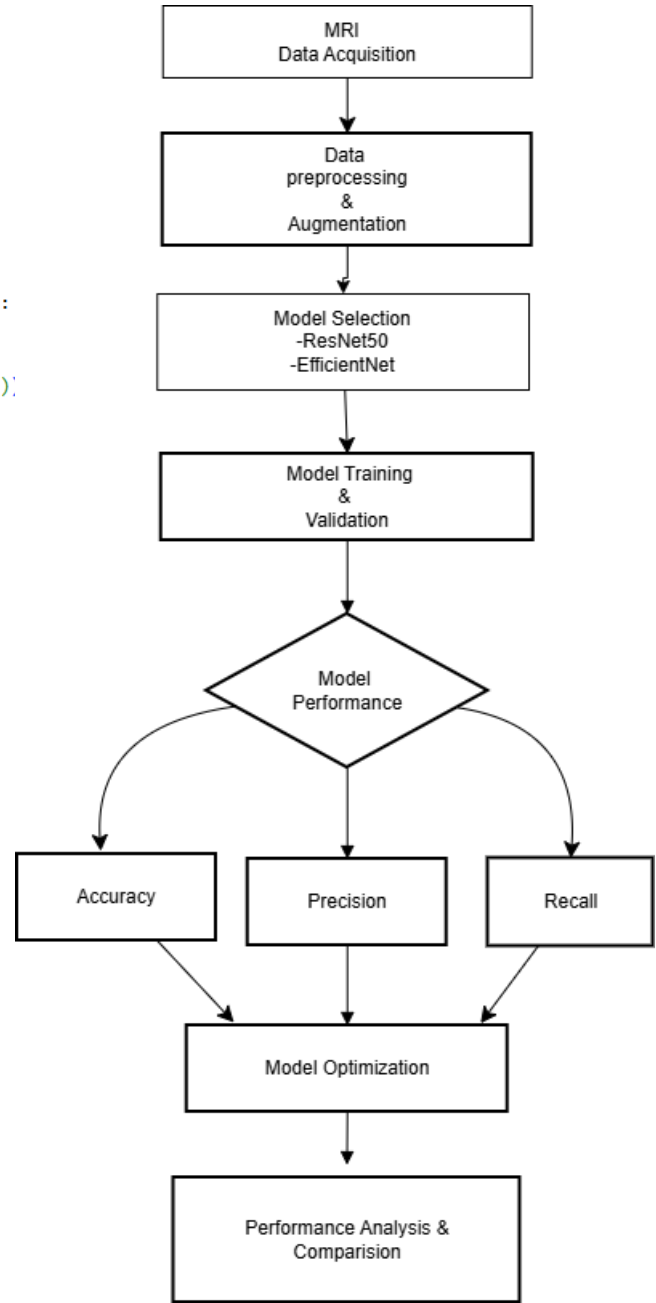 MRI
Data Acquisition
Data
preprocessing
&
Augmentation
:
Model Selection
-ResNet50
-EfficientNet
))
Model Training
&
Validation
Model
Performance
Accuracy
Precision
Recall
Model Optimization
Performance Analysis &
Comparision